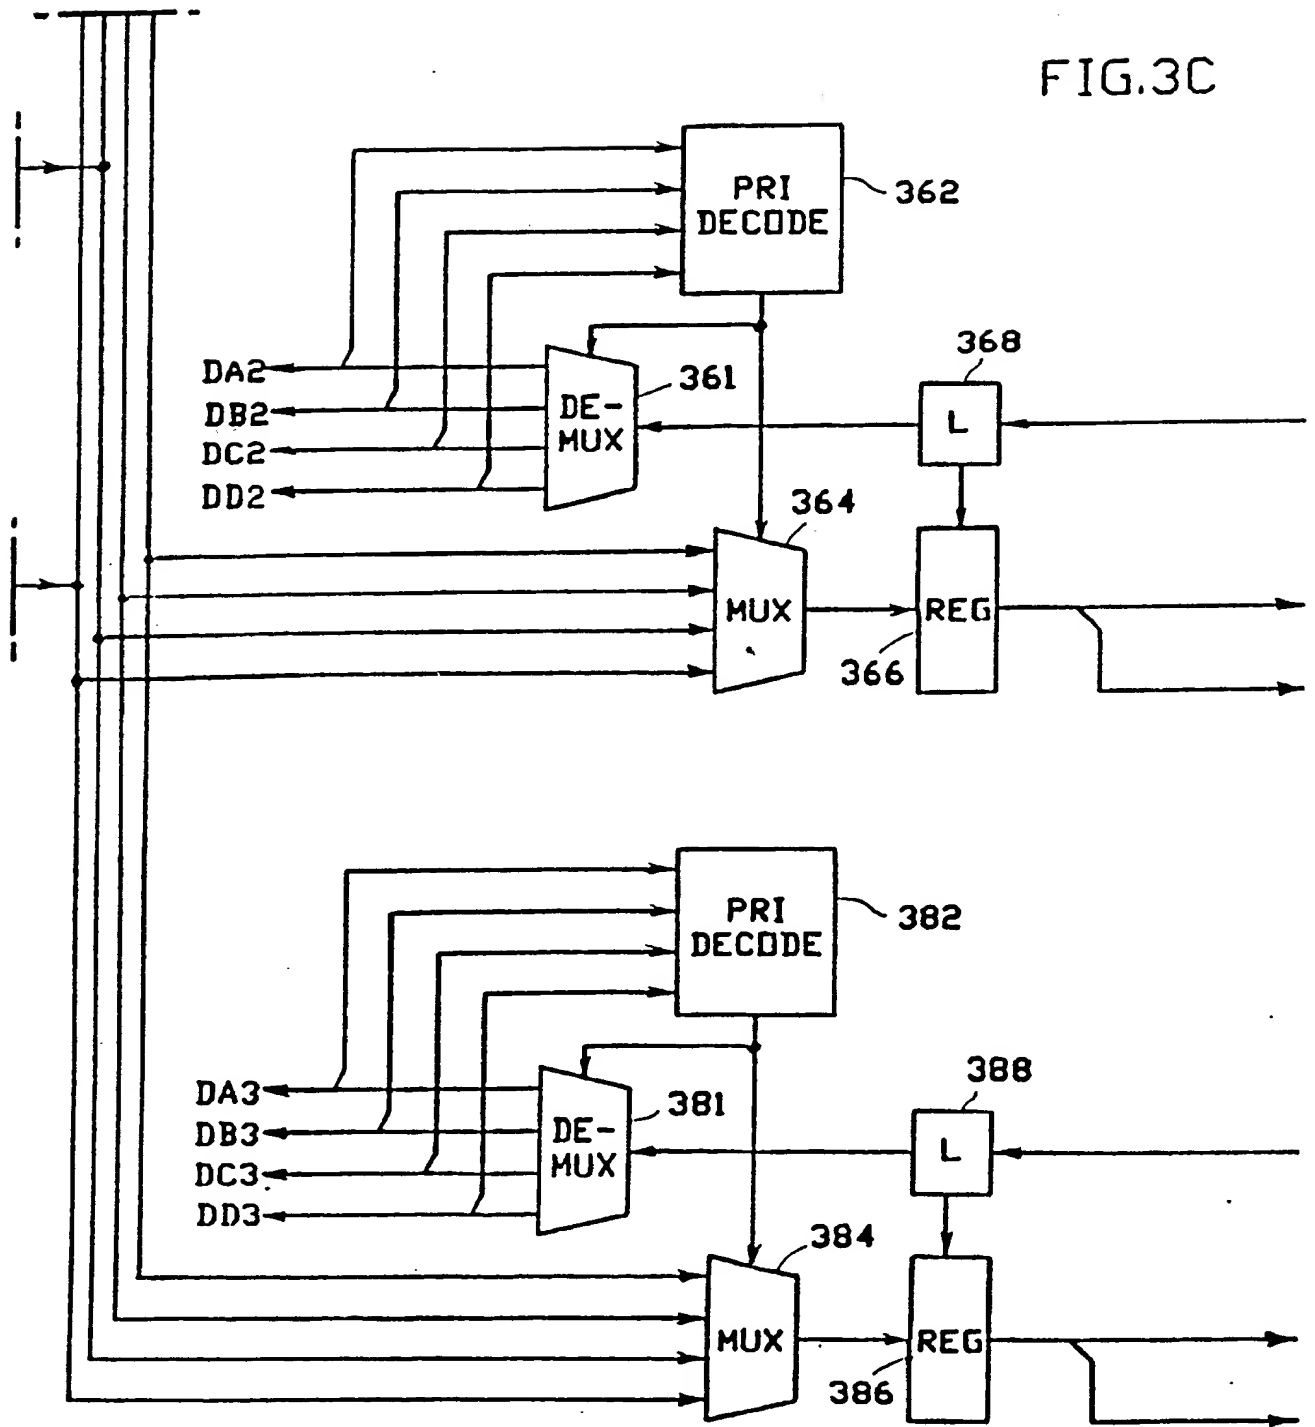 FIG.3C
PRI
DECODE
362
DA2
DB2
DC2
DD2
DE-
MUX
361
368
L
364
MUX
REG
366
PRI
DECODE
382
DA3
DB3
DC3
DD3
DE-
MUX
381
388
L
384
MUX
REG
386